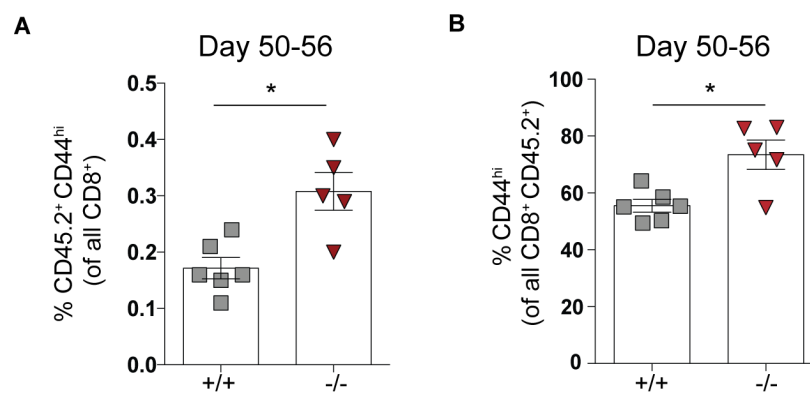 A
Day 50-56
*
% CD45.2⁺ CD44ʰⁱ
(of all CD8⁺)
0.5
0.4
0.3
0.2
0.1
0.0
+/+
-/-
B
Day 50-56
*
% CD44ʰⁱ
(of all CD8⁺ CD45.2⁺)
100
80
60
40
20
0
+/+
-/-